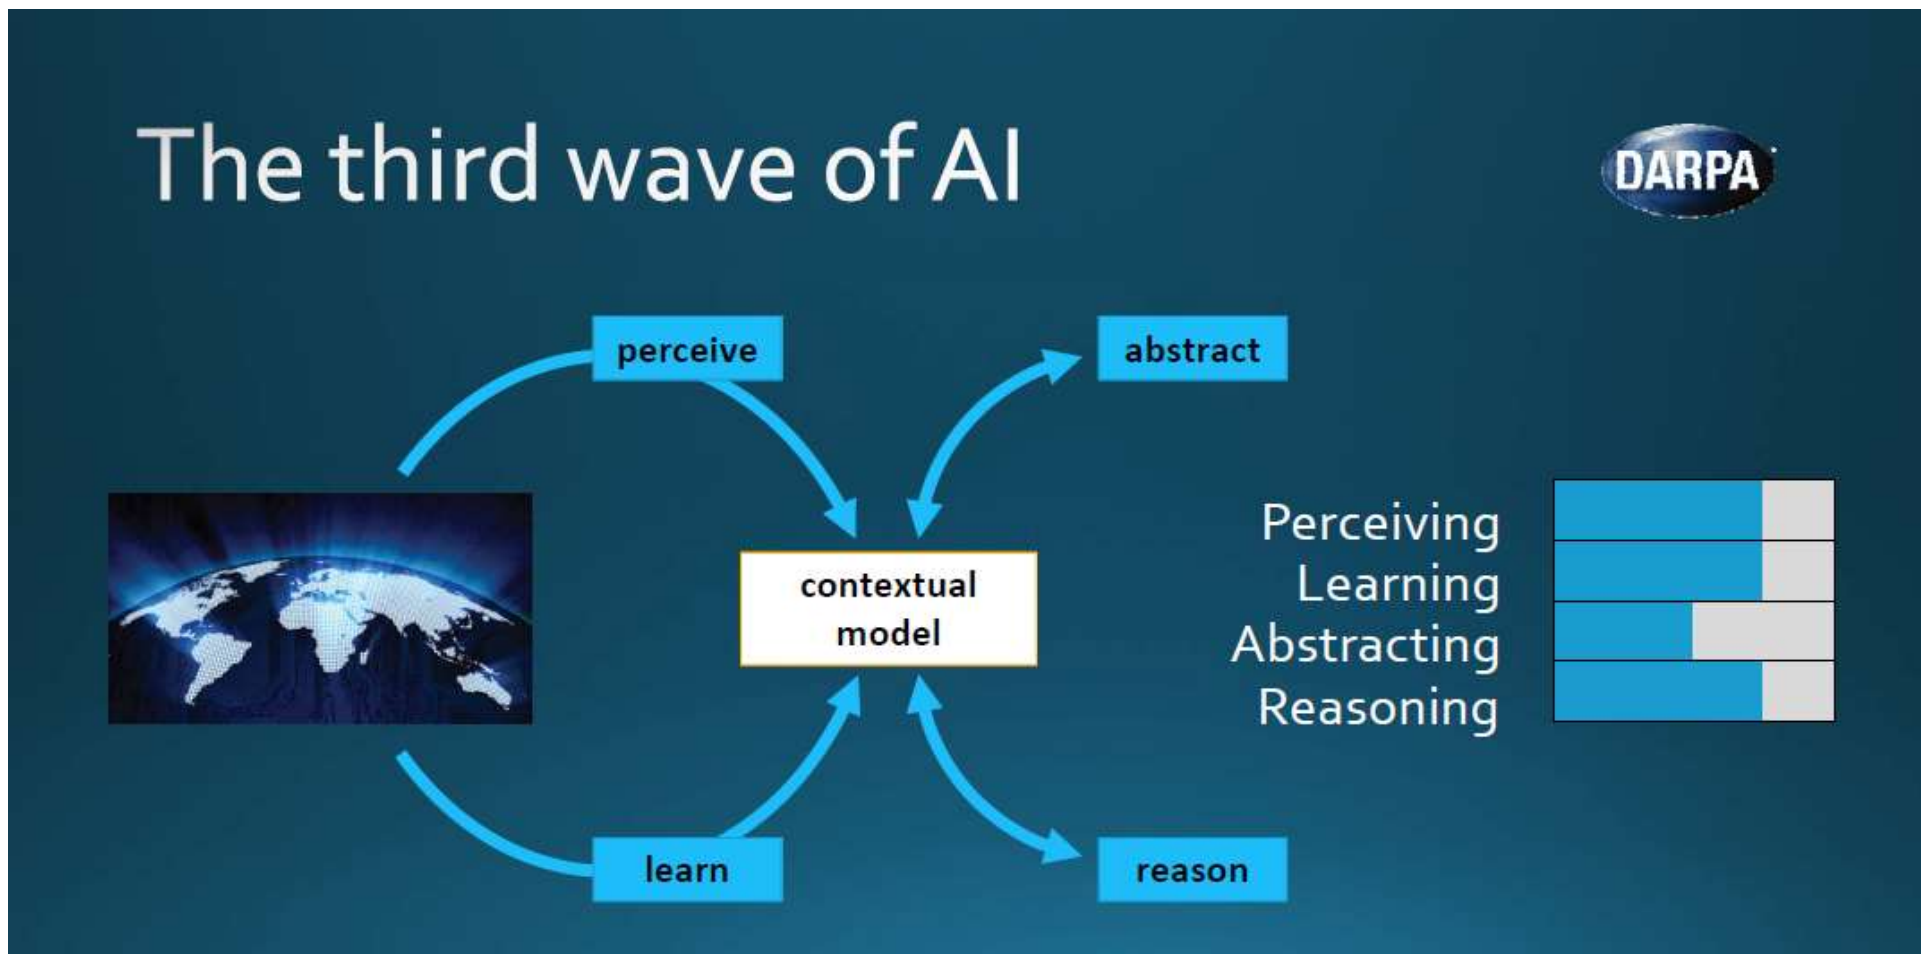 The third wave of AI
DARPA
perceive
abstract
contextual
model
learn
reason
Perceiving
Learning
Abstracting
Reasoning